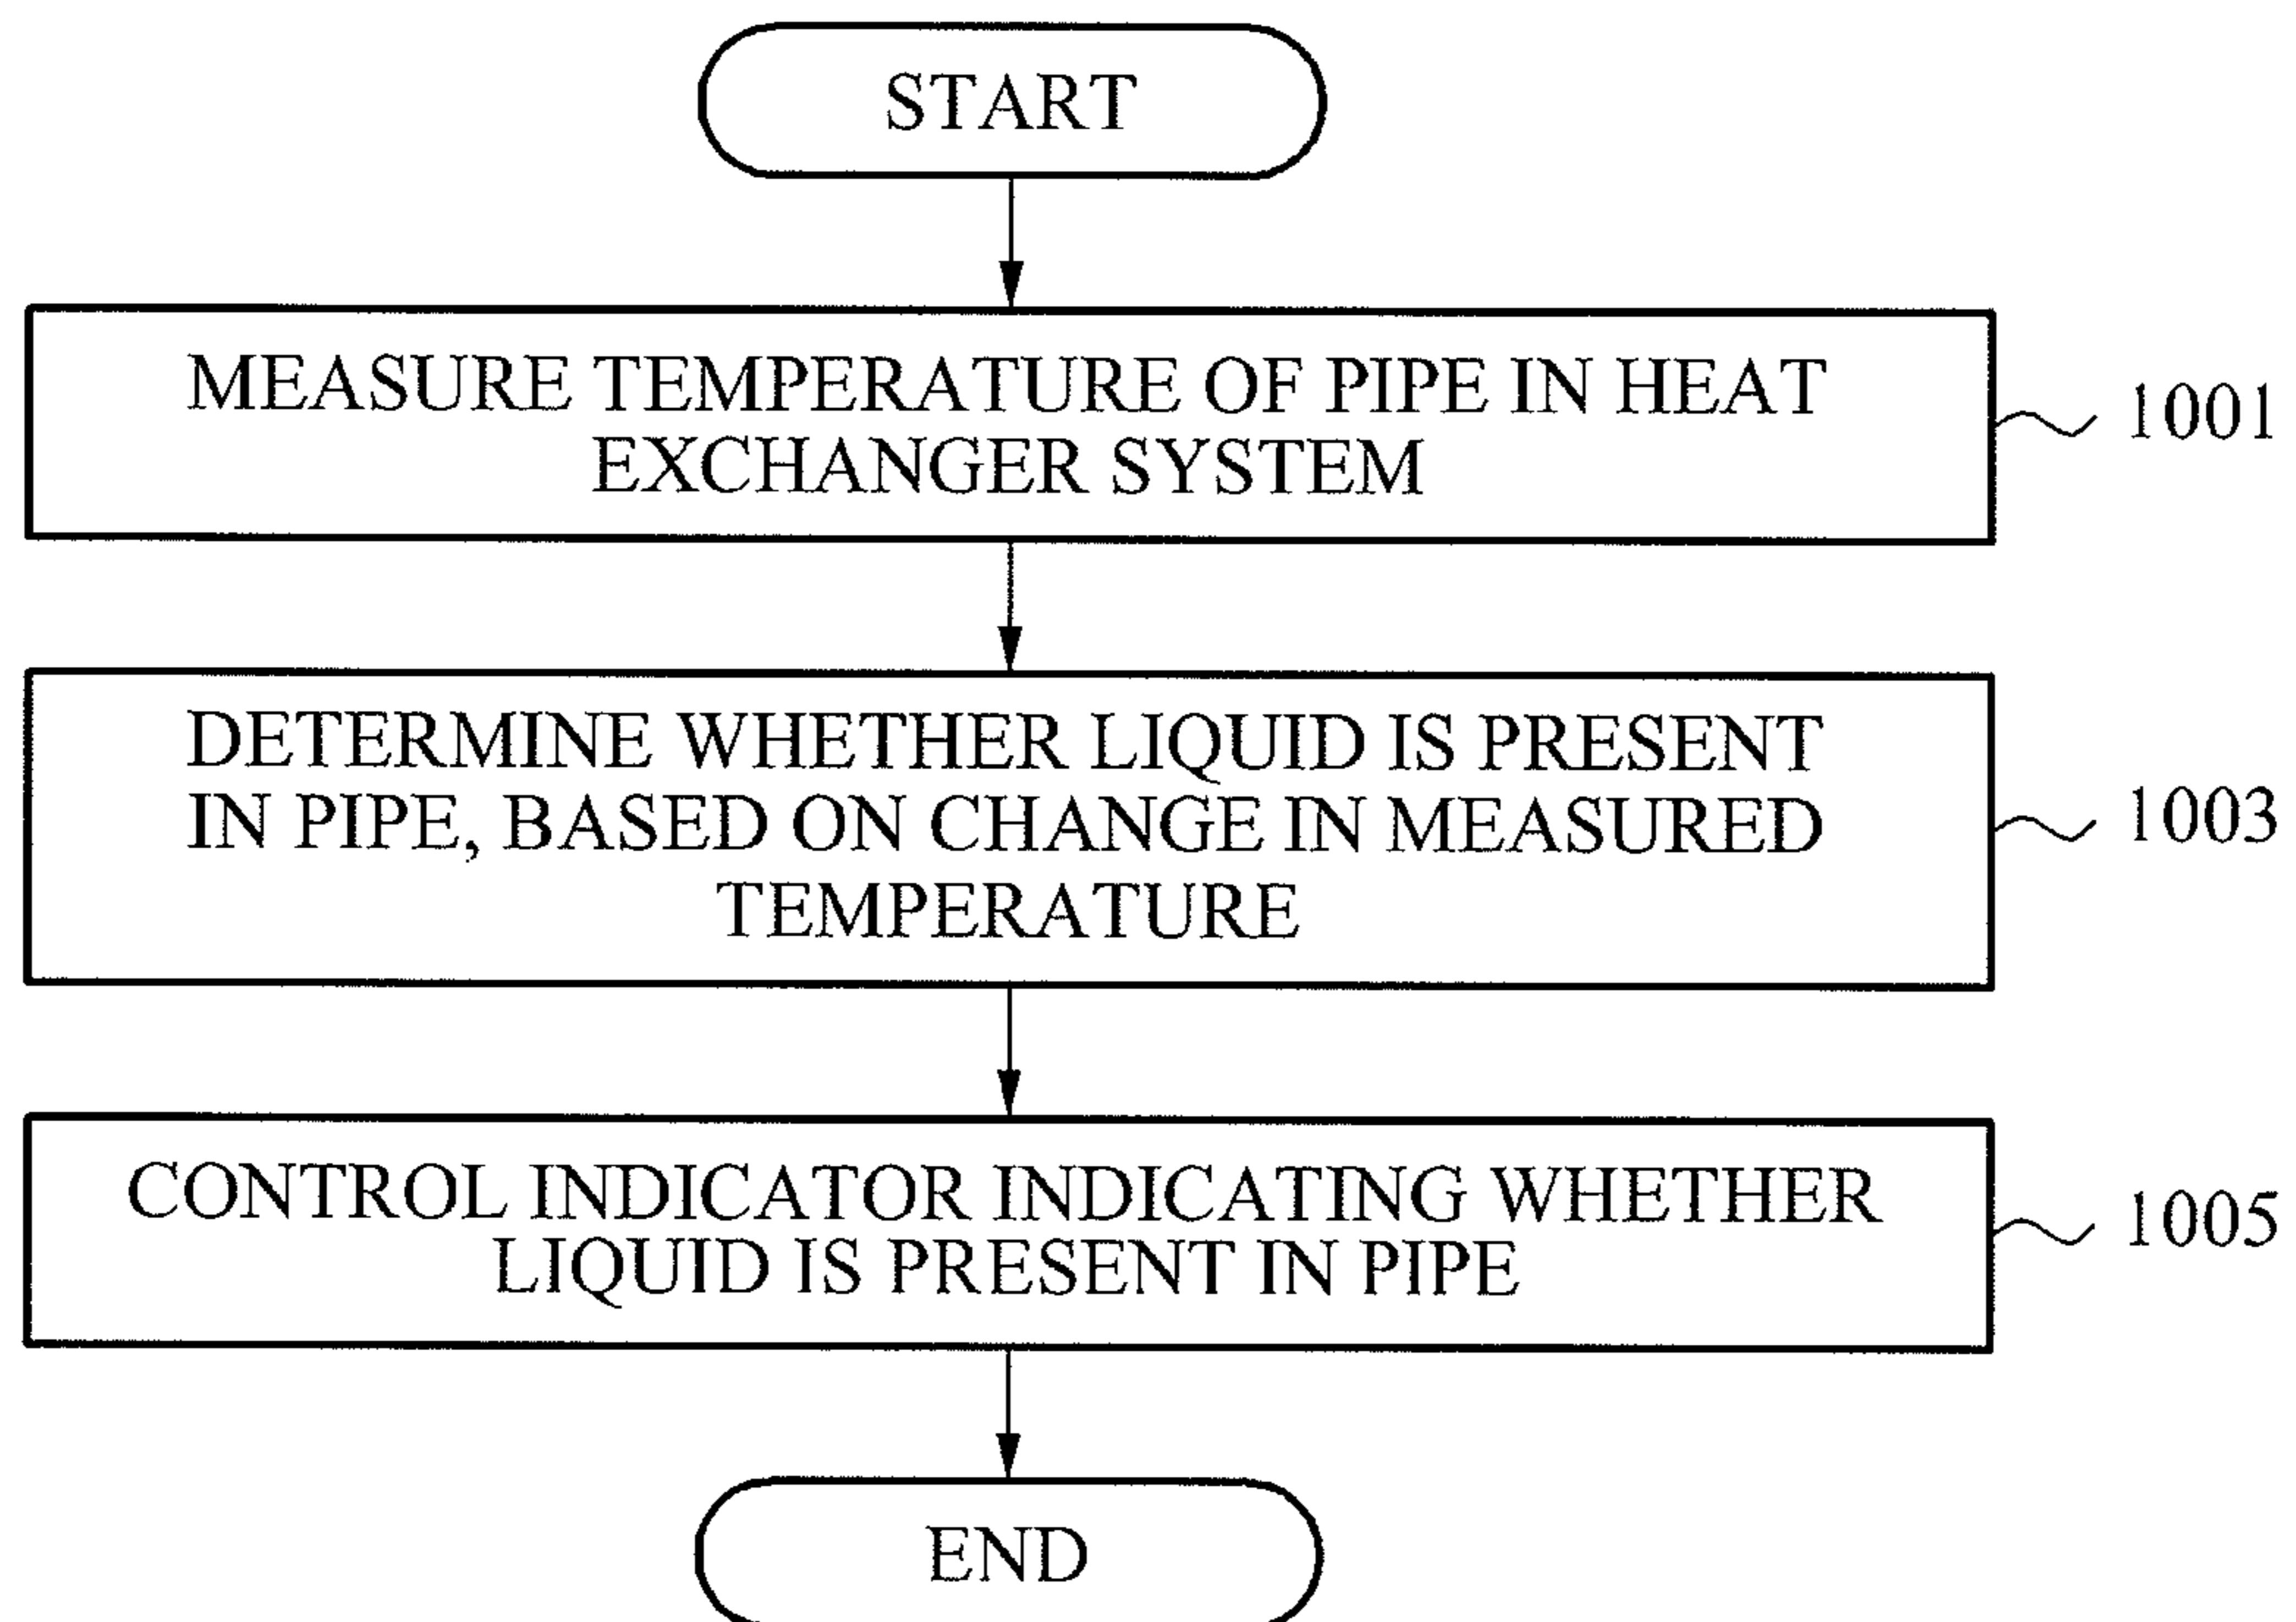 START
MEASURE TEMPERATURE OF PIPE IN HEAT
EXCHANGER SYSTEM
1001
DETERMINE WHETHER LIQUID IS PRESENT
IN PIPE, BASED ON CHANGE IN MEASURED
TEMPERATURE
1003
CONTROL INDICATOR INDICATING WHETHER
LIQUID IS PRESENT IN PIPE
1005
END